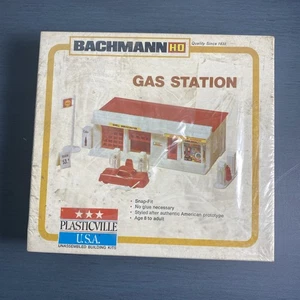 BACHMANN HO Quality Since 1833
GAS STATION
• Snap-Fit
• No glue necessary
• Styled after authentic American prototypes
• Age 8 to adult
PLASTICVILLE
U.S.A.
UNASSEMBLED BUILDING KITS